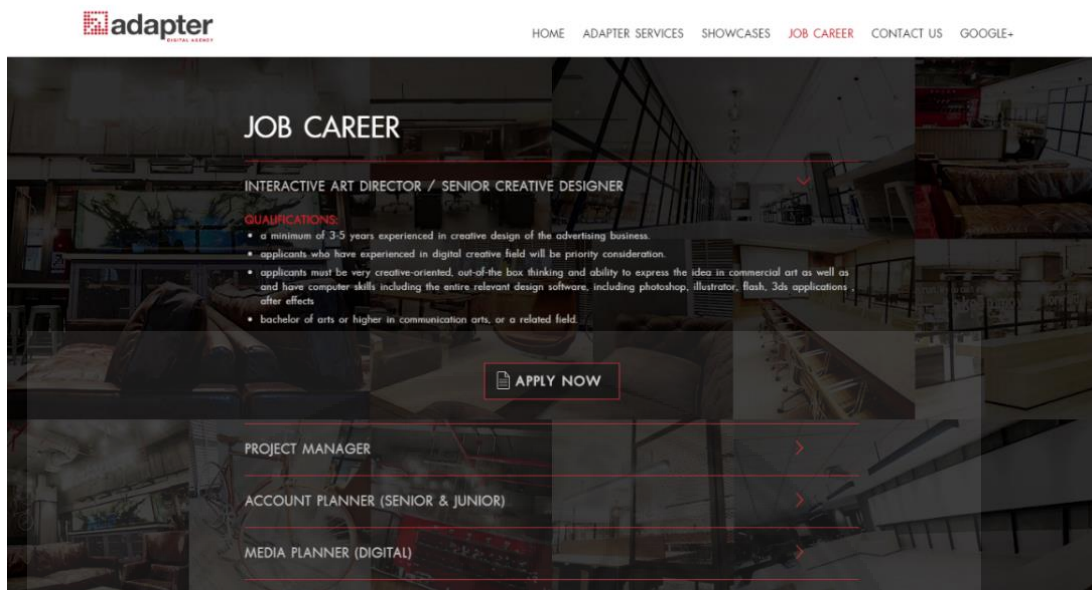 adapter
DIGITAL AGENCY
HOME ADAPTER SERVICES SHOWCASES JOB CAREER CONTACT US GOOGLE+
JOB CAREER
INTERACTIVE ART DIRECTOR / SENIOR CREATIVE DESIGNER
QUALIFICATIONS:
• a minimum of 3-5 years experienced in creative design of the advertising business.
• applicants who have experienced in digital creative field will be priority consideration.
• applicants must be very creative-oriented, out-of-the box thinking and ability to express the idea in commercial art as well as
and have computer skills including the entire relevant design software, including photoshop, illustrator, flash, 3ds applications ,
after effects
• bachelor of arts or higher in communication arts, or a related field.
APPLY NOW
PROJECT MANAGER
ACCOUNT PLANNER (SENIOR & JUNIOR)
MEDIA PLANNER (DIGITAL)